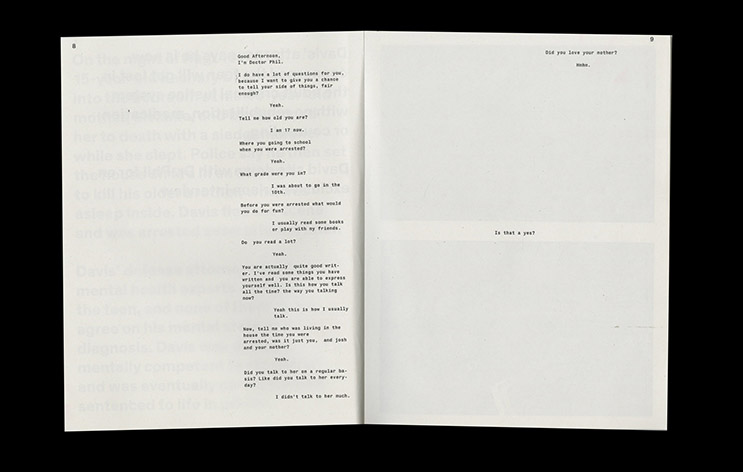 8
Good Afternoon,
I'm Doctor Phil.
I do have a lot of questions for you,
because I want to give you a chance
to tell your side of things, fair
enough?
Yeah.
Tell me how old you are?
I am 17 now.
Where you going to school
when you were arrested?
Yeah.
What grade were you in?
I was about to go in the
10th.
Before you were arrested what would
you do for fun?
I usually read some books
or play with my friends.
Do you read a lot?
Yeah.
You are actually quite good writ-
er. I've read some things you have
written and you are able to express
yourself well. Is this how you talk
all the time? the way you talking
now?
Yeah this is how I usually
talk.
Now, tell me who was living in the
house the time you were
arrested, was it just you, and josh
and your mother?
Yeah.
Did you talk to her on a regular ba-
sis? Like did you talk to her every-
day?
I didn't talk to her much.
9
Did you love your mother?
Hmhm.
Is that a yes?